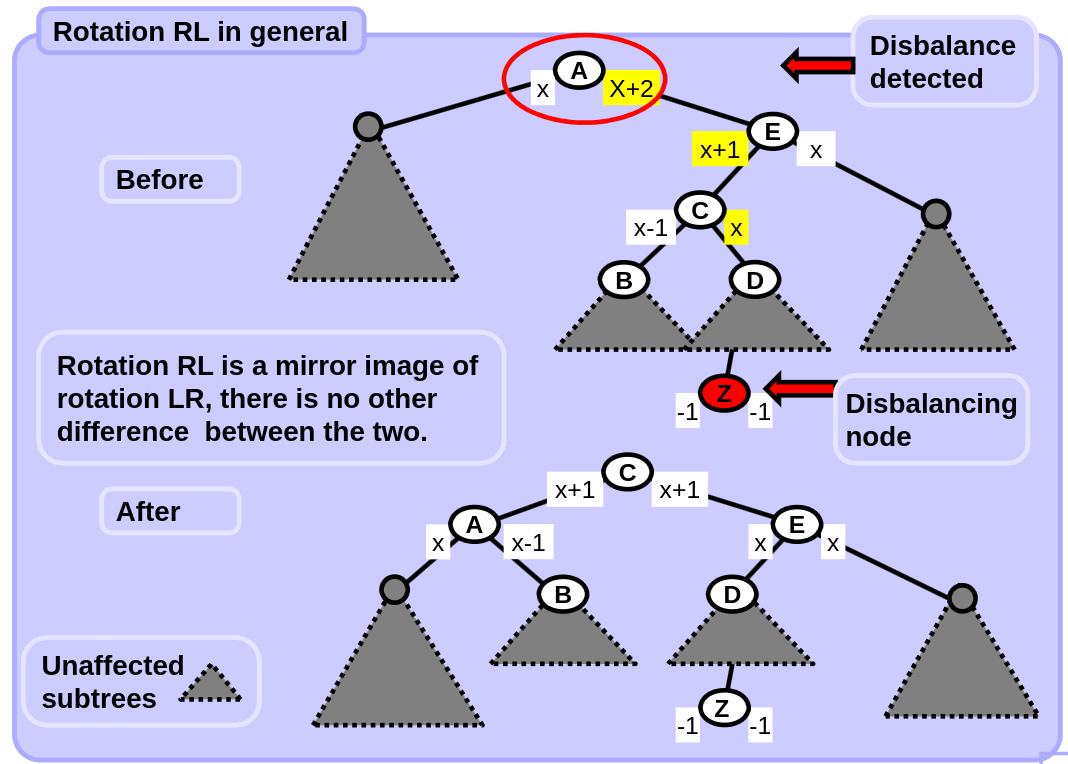 Rotation RL in general
Disbalance
detected
A
x
X+2
E
x+1
x
Before
C
x-1
x
B
D
Rotation RL is a mirror image of
rotation LR, there is no other
difference  between the two.
Z
-1
-1
Disbalancing
node
C
x+1
x+1
After
A
E
x
x-1
x
x
B
D
Unaffected
subtrees
Z
-1
-1